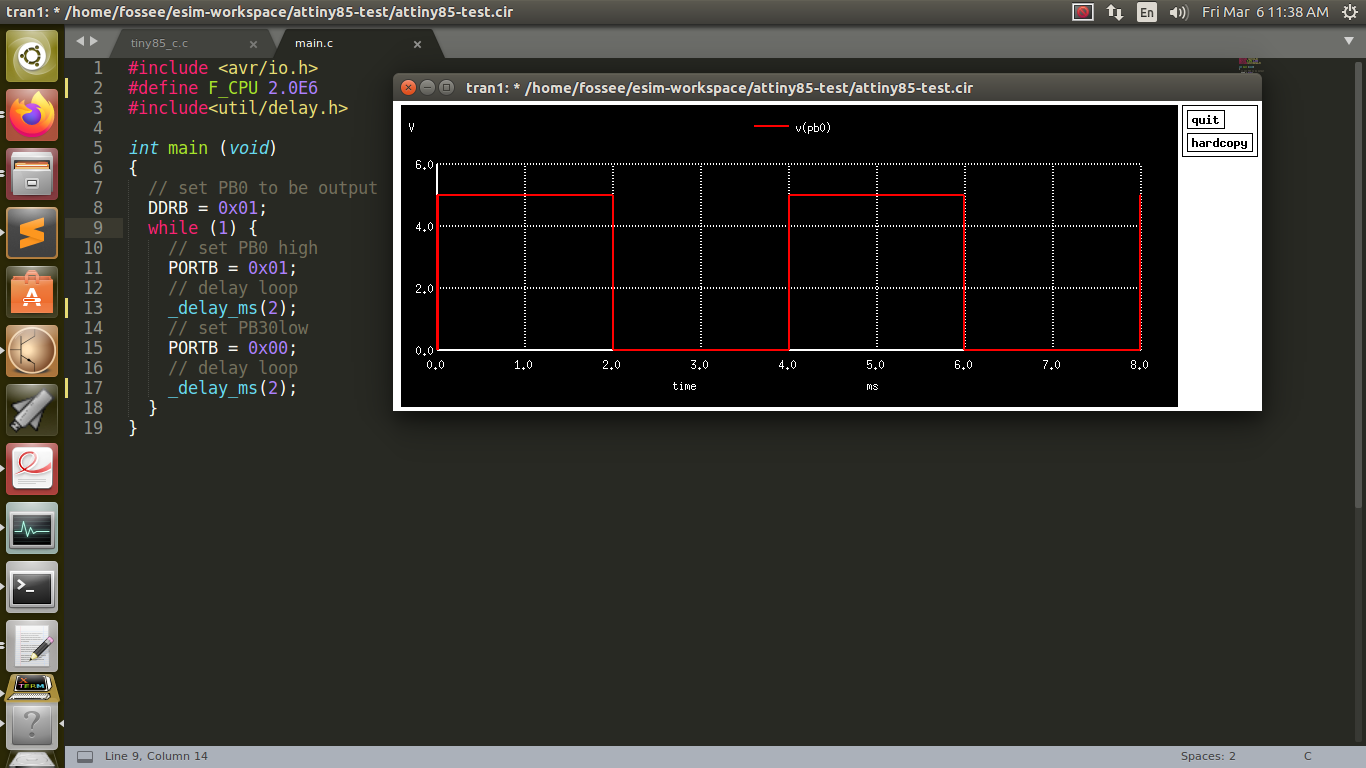 tran1: * /home/fossee/esim-workspace/attiny85-test/attiny85-test.cir
En
Fri Mar 6 11:38 AM
tiny85_c.c ×
main.c ×
1 #include <avr/io.h>
2 #define F_CPU 2.0E6
3 #include<util/delay.h>
4
5 int main (void)
6 {
7 // set PB0 to be output
8 DDRB = 0x01;
9 while (1) {
10 // set PB0 high
11 PORTB = 0x01;
12 // delay loop
13 _delay_ms(2);
14 // set PB30low
15 PORTB = 0x00;
16 // delay loop
17 _delay_ms(2);
18 }
19 }
tran1: * /home/fossee/esim-workspace/attiny85-test/attiny85-test.cir
V
v(pb0)
6.0
4.0
2.0
0.0
0.0 1.0 2.0 3.0 4.0 5.0 6.0 7.0 8.0
time ms
quit
hardcopy
X TERM
Line 9, Column 14
Spaces: 2
C